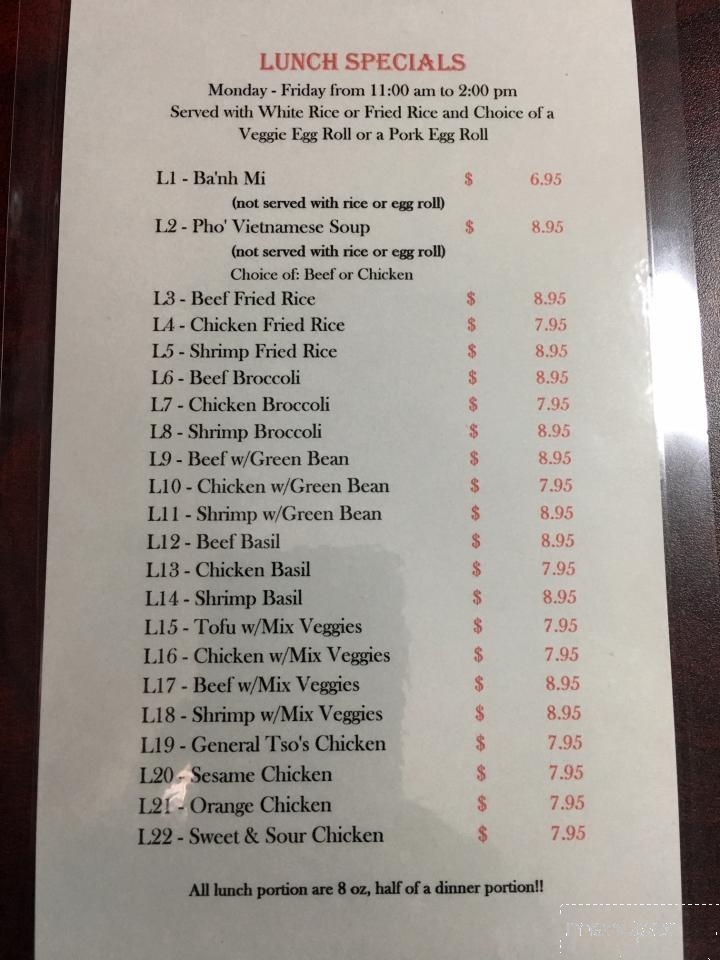 LUNCH SPECIALS
Monday - Friday from 11:00 am to 2:00 pm
Served with White Rice or Fried Rice and Choice of a
Veggie Egg Roll or a Pork Egg Roll
L1 - Ba'nh Mi $ 6.95
(not served with rice or egg roll)
L2 - Pho' Vietnamese Soup $ 8.95
(not served with rice or egg roll)
Choice of: Beef or Chicken
L3 - Beef Fried Rice $ 8.95
L4 - Chicken Fried Rice $ 7.95
L5 - Shrimp Fried Rice $ 8.95
L6 - Beef Broccoli $ 8.95
L7 - Chicken Broccoli $ 7.95
L8 - Shrimp Broccoli $ 8.95
L9 - Beef w/Green Bean $ 8.95
L10 - Chicken w/Green Bean $ 7.95
L11 - Shrimp w/Green Bean $ 8.95
L12 - Beef Basil $ 8.95
L13 - Chicken Basil $ 7.95
L14 - Shrimp Basil $ 8.95
L15 - Tofu w/Mix Veggies $ 7.95
L16 - Chicken w/Mix Veggies $ 7.95
L17 - Beef w/Mix Veggies $ 8.95
L18 - Shrimp w/Mix Veggies $ 8.95
L19 - General Tso's Chicken $ 7.95
L20 - Sesame Chicken $ 7.95
L21 - Orange Chicken $ 7.95
L22 - Sweet & Sour Chicken $ 7.95
All lunch portion are 8 oz, half of a dinner portion!!